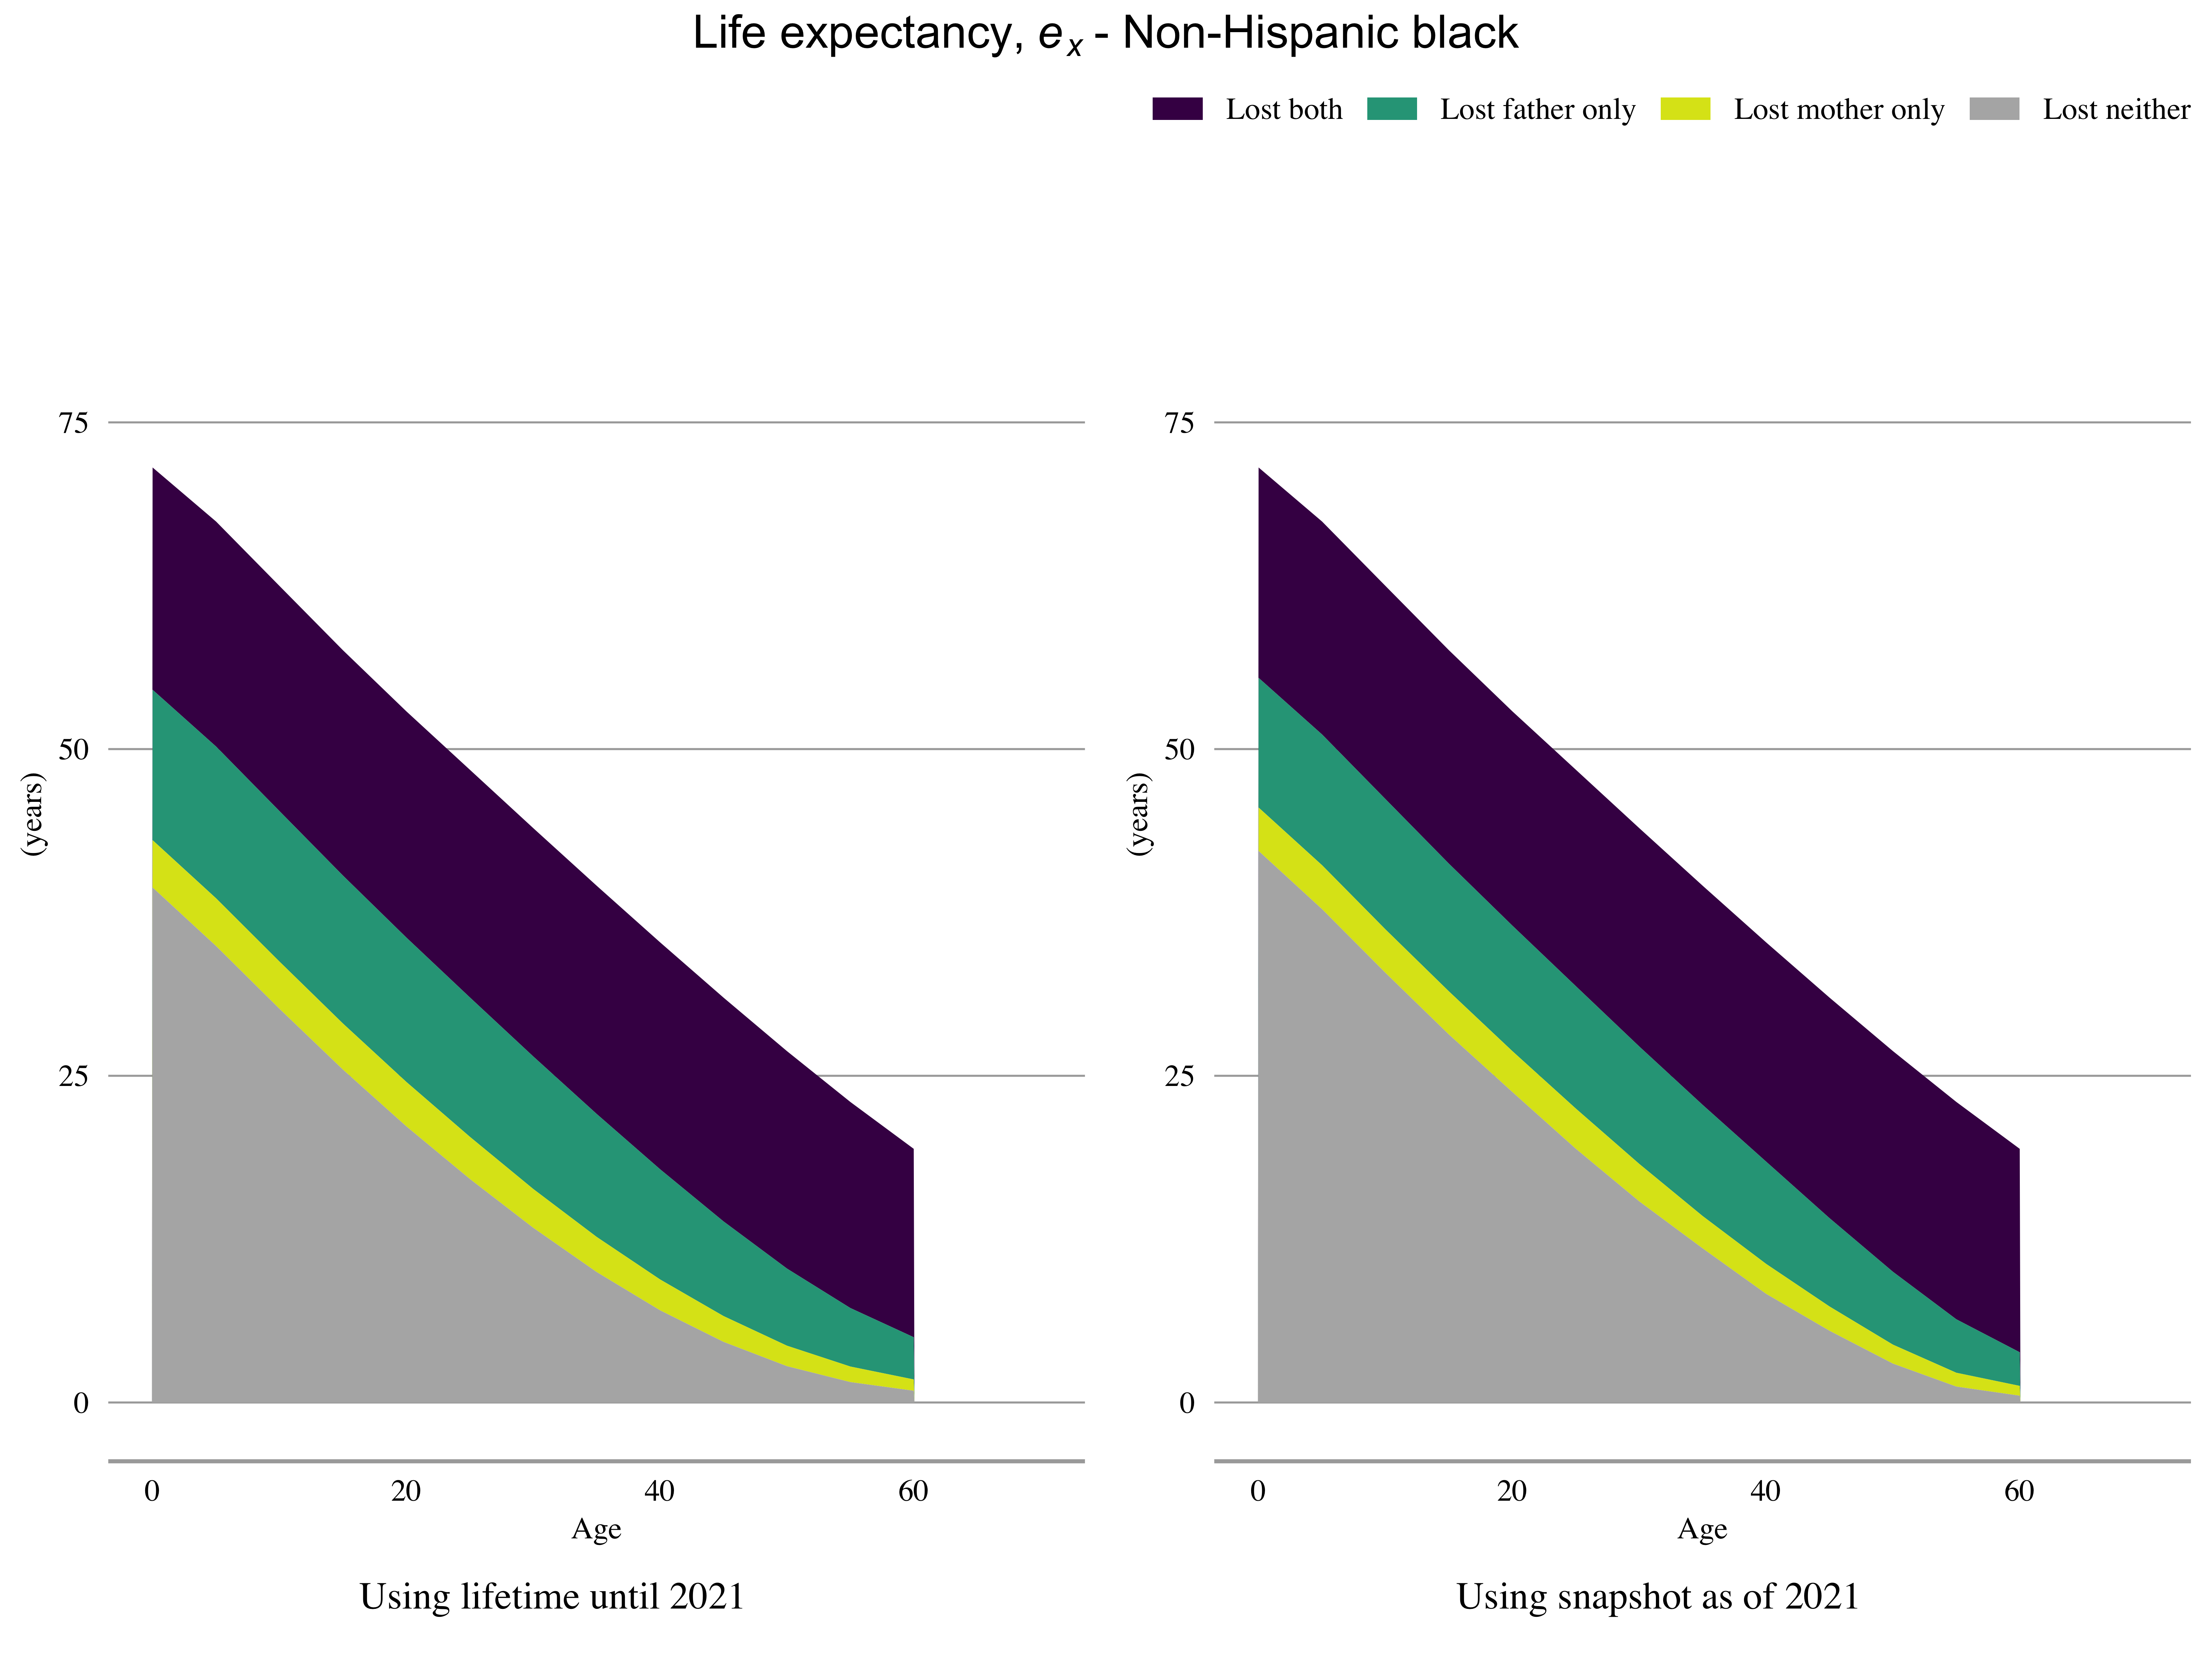 Life expectancy, ex - Non-Hispanic black
Lost both Lost father only Lost mother only Lost neither
75
50
25
0
(years)
0 20 40 60
Age
Using lifetime until 2021
75
50
25
0
(years)
0 20 40 60
Age
Using snapshot as of 2021